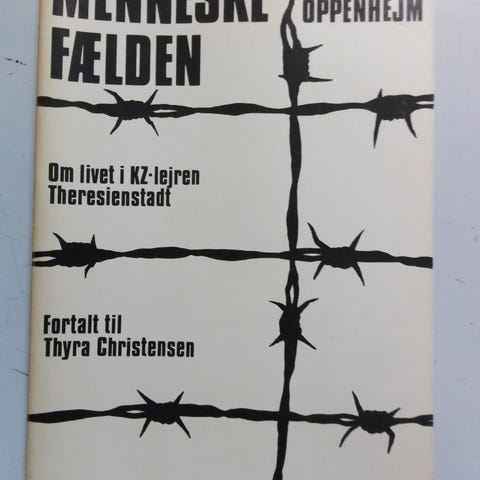 MENNESKE
FÆLDEN
OPPENHEJM
Om livet i KZ-lejren
Theresienstadt
Fortalt til
Thyra Christensen